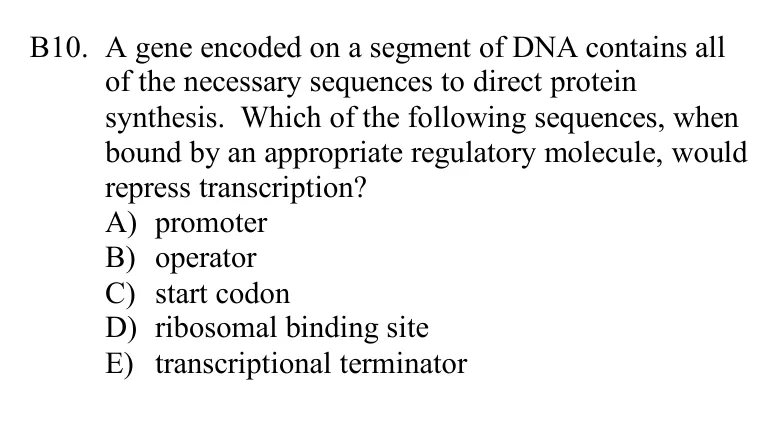 B10. A gene encoded on a segment of DNA contains all
of the necessary sequences to direct protein
synthesis. Which of the following sequences, when
bound by an appropriate regulatory molecule, would
repress transcription?
A) promoter
B) operator
C) start codon
D) ribosomal binding site
E) transcriptional terminator